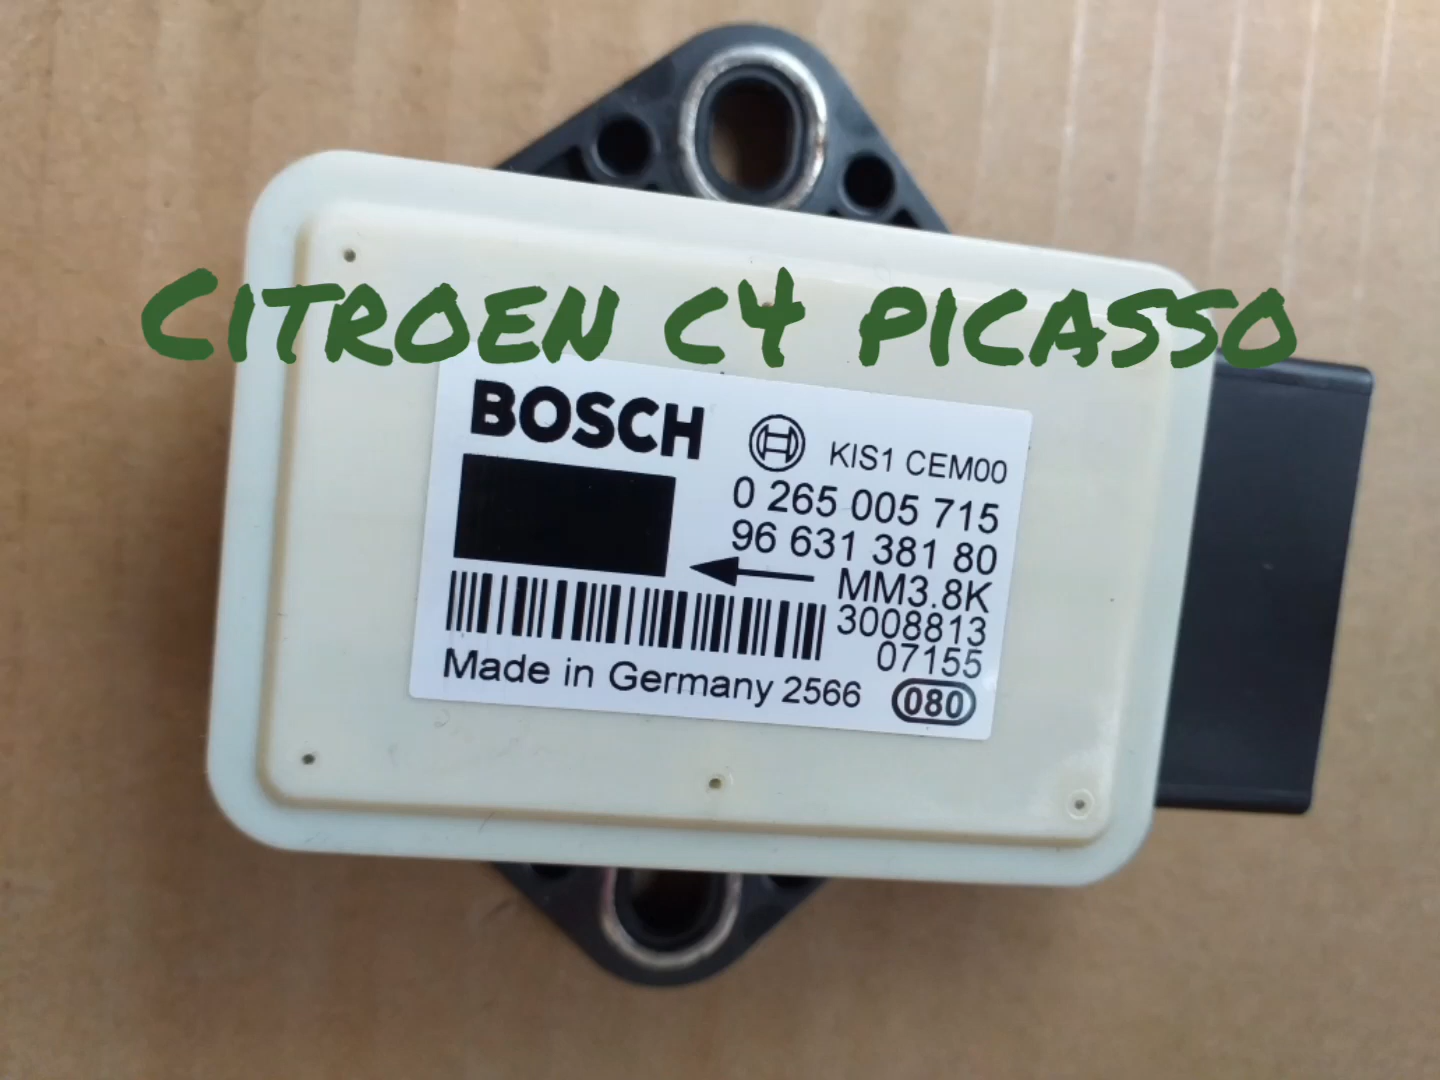 Citroen C4 Picasso
BOSCH
KIS1 CEM00
0 265 005 715
96 631 381 80
MM3.8K
3008813
07155
Made in Germany 2566
080